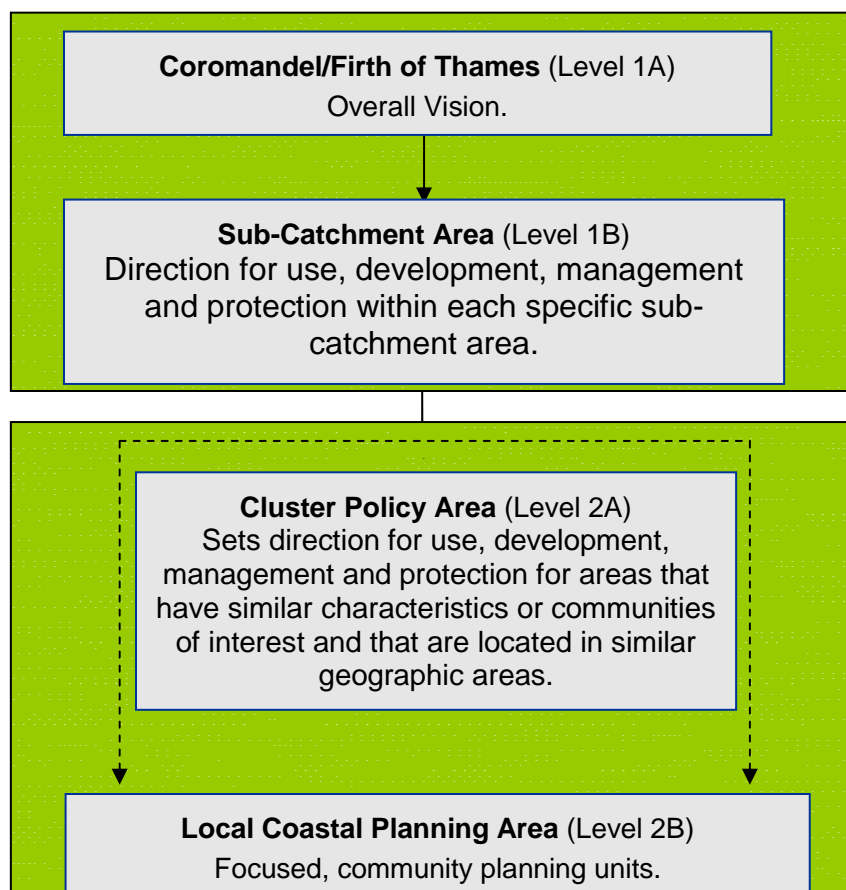 Coromandel/Firth of Thames (Level 1A)
Overall Vision.
Sub-Catchment Area (Level 1B)
Direction for use, development, management
and protection within each specific sub-
catchment area.
Cluster Policy Area (Level 2A)
Sets direction for use, development,
management and protection for areas that
have similar characteristics or communities
of interest and that are located in similar
geographic areas.
Local Coastal Planning Area (Level 2B)
Focused, community planning units.